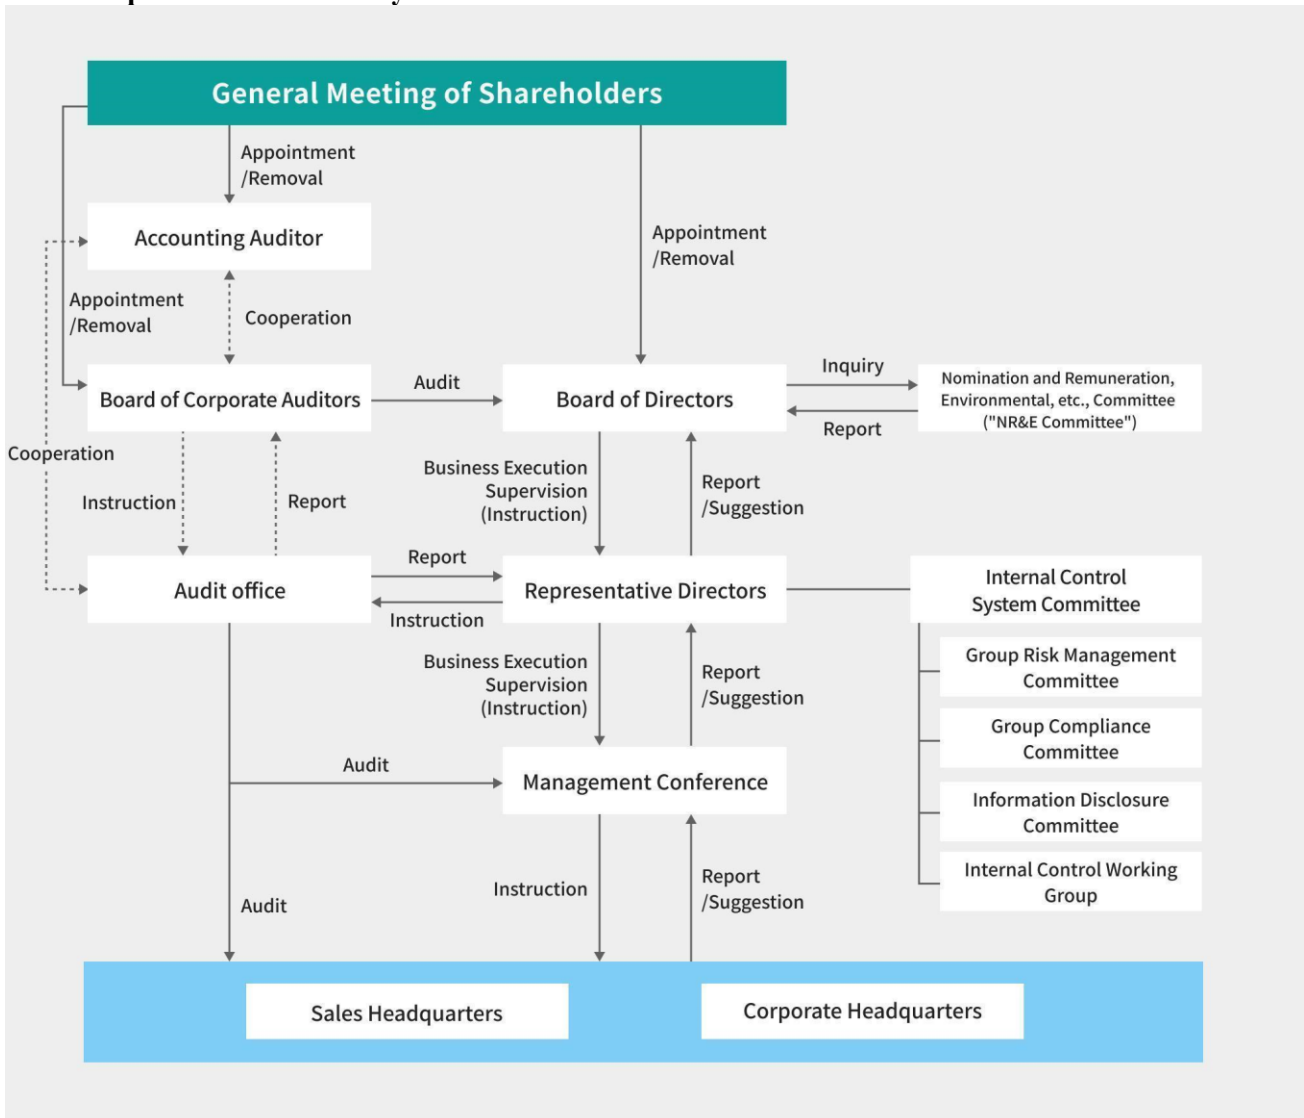 General Meeting of Shareholders
Appointment
/Removal
Accounting Auditor
Appointment
/Removal
Appointment
/Removal
Cooperation
Board of Corporate Auditors
Audit
Board of Directors
Inquiry
Report
Nomination and Remuneration,
Environmental, etc., Committee
("NR&E Committee")
Cooperation
Instruction
Report
Business Execution
Supervision
(Instruction)
Report
/Suggestion
Audit office
Report
Instruction
Representative Directors
Internal Control
System Committee
Business Execution
Supervision
(Instruction)
Report
/Suggestion
Group Risk Management
Committee
Group Compliance
Committee
Audit
Management Conference
Information Disclosure
Committee
Internal Control Working
Group
Audit
Instruction
Report
/Suggestion
Sales Headquarters
Corporate Headquarters